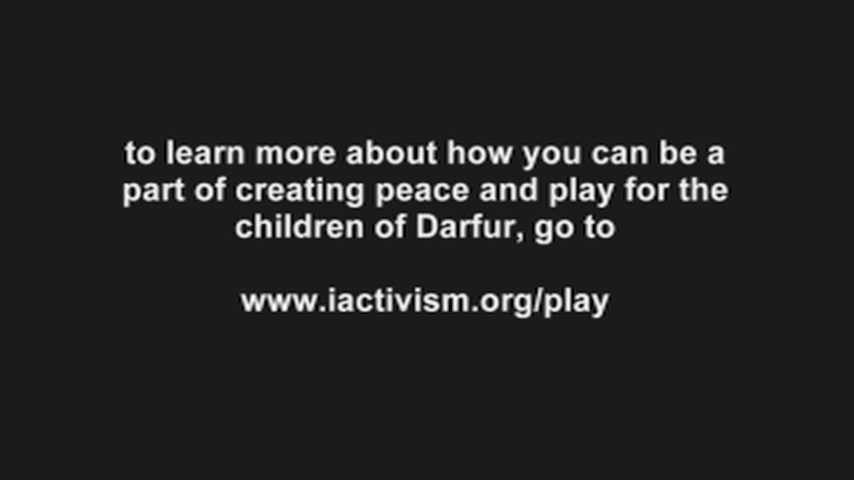 to learn more about how you can be a
part of creating peace and play for the
children of Darfur, go to
www.iactivism.org/play